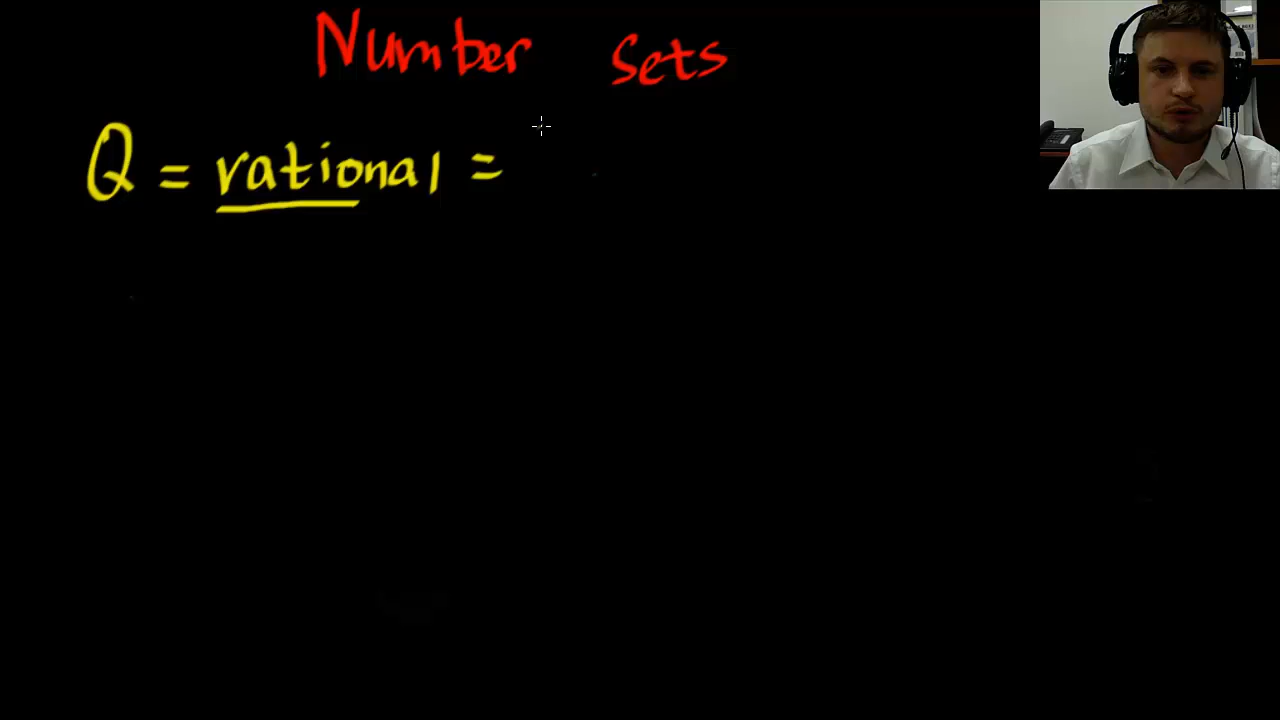 Number sets
Q = rational =